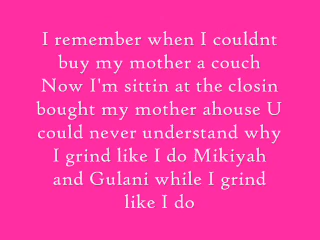 I remember when I couldnt
buy my mother a couch
Now I'm sittin at the closin
bought my mother ahouse U
could never understand why
I grind like I do Mikiyah
and Gulani while I grind
like I do